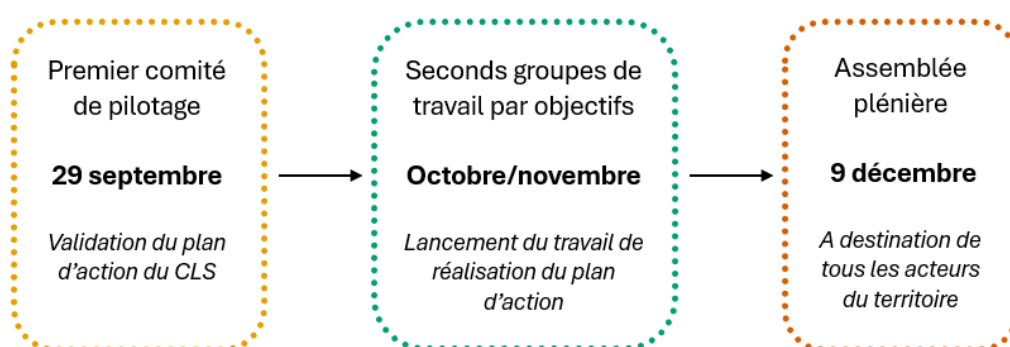 Premier comité
de pilotage
29 septembre
Validation du plan
d'action du CLS
Seconds groupes de
travail par objectifs
Octobre/novembre
Lancement du travail de
réalisation du plan
d'action
Assemblée
plénière
9 décembre
A destination de
tous les acteurs
du territoire